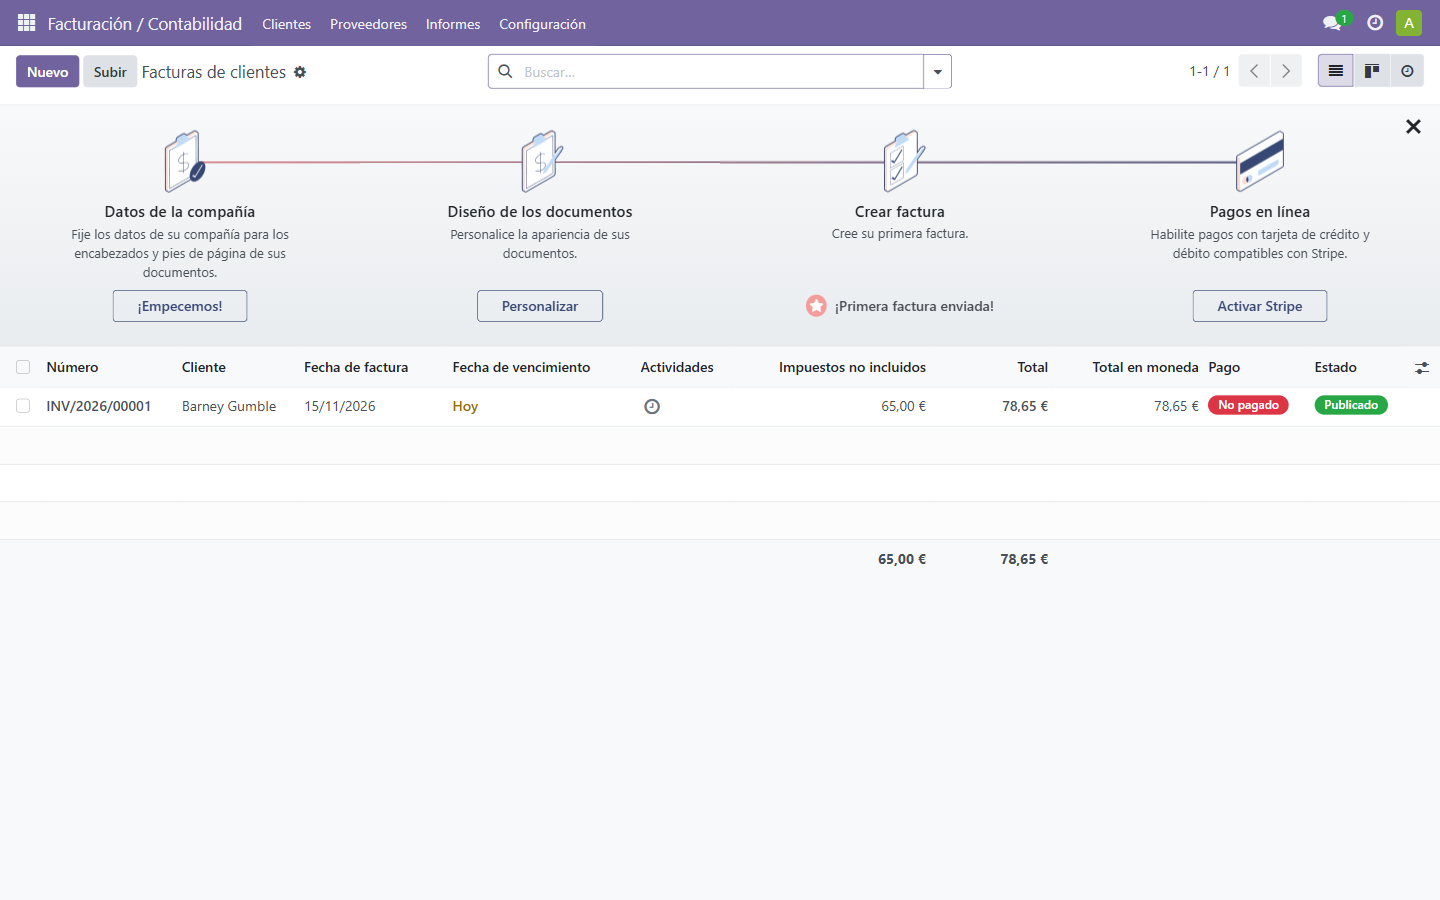 Facturación / Contabilidad Clientes Proveedores Informes Configuración 1 A
Nuevo Subir Facturas de clientes Buscar... 1-1 / 1
Datos de la compañía
Fije los datos de su compañía para los
encabezados y pies de página de sus
documentos.
¡Empecemos!
Diseño de los documentos
Personalice la apariencia de sus
documentos.
Personalizar
Crear factura
Cree su primera factura.
¡Primera factura enviada!
Pagos en línea
Habilite pagos con tarjeta de crédito y
débito compatibles con Stripe.
Activar Stripe
Número Cliente Fecha de factura Fecha de vencimiento Actividades Impuestos no incluidos Total Total en moneda Pago Estado
INV/2026/00001 Barney Gumble 15/11/2026 Hoy 65,00 € 78,65 € 78,65 € No pagado Publicado
65,00 € 78,65 €